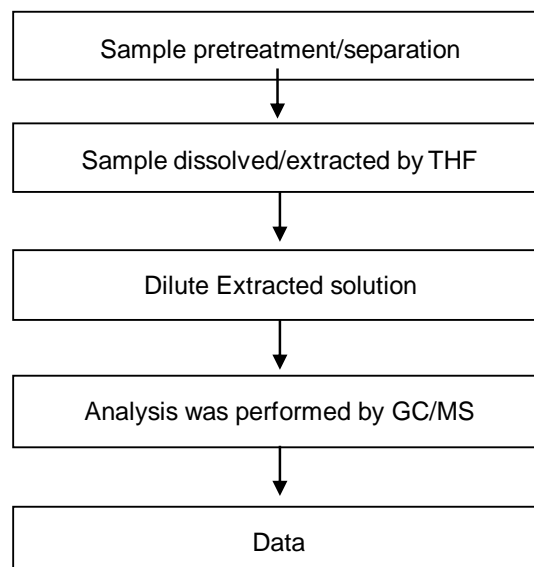 Sample pretreatment/separation
Sample dissolved/extracted by THF
Dilute Extracted solution
Analysis was performed by GC/MS
Data